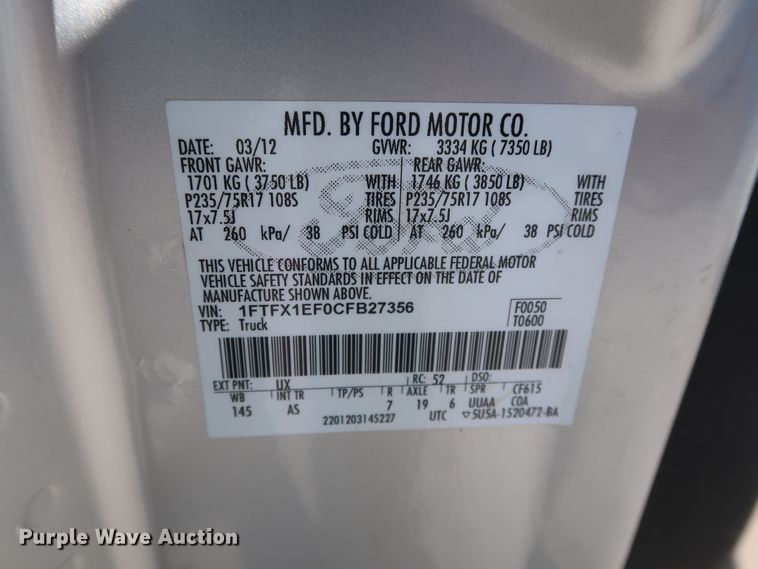 MFD. BY FORD MOTOR CO.
DATE: 03/12 GVWR: 3334 KG ( 7350 LB)
FRONT GAWR: REAR GAWR:
1701 KG ( 3750 LB) WITH 1746 KG ( 3850 LB) WITH
P235/75R17 108S TIRES P235/75R17 108S TIRES
17x7.5J RIMS 17x7.5J RIMS
AT 260 kPa/ 38 PSI COLD AT 260 kPa/ 38 PSI COLD
Ford
THIS VEHICLE CONFORMS TO ALL APPLICABLE FEDERAL MOTOR
VEHICLE SAFETY STANDARDS IN EFFECT ON THE DATE OF
MANUFACTURE SHOWN ABOVE.
VIN: 1FTFX1EF0CFB27356 F0050
TYPE: Truck T0600
EXT PNT: UX RC: 52 DSO:
WB INT TR TP/PS R AXLE TR SPR CF615
145 AS 7 19 6 UUAA COA
2201203145227 UTC ▽5U5A-1520472-BA
Purple Wave Auction